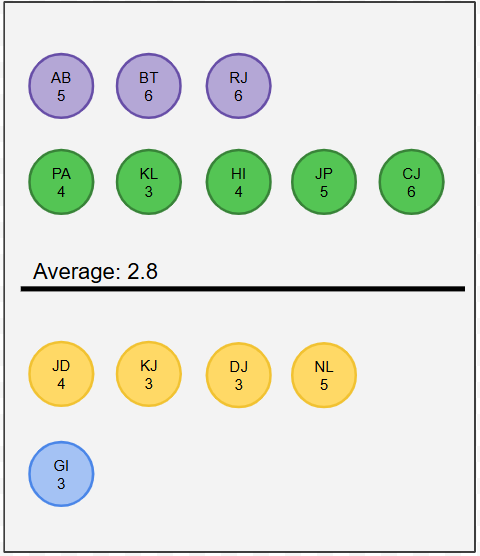 AB
5
BT
6
RJ
6
PA
4
KL
3
HI
4
JP
5
CJ
6
Average: 2.8
JD
4
KJ
3
DJ
3
NL
5
GI
3